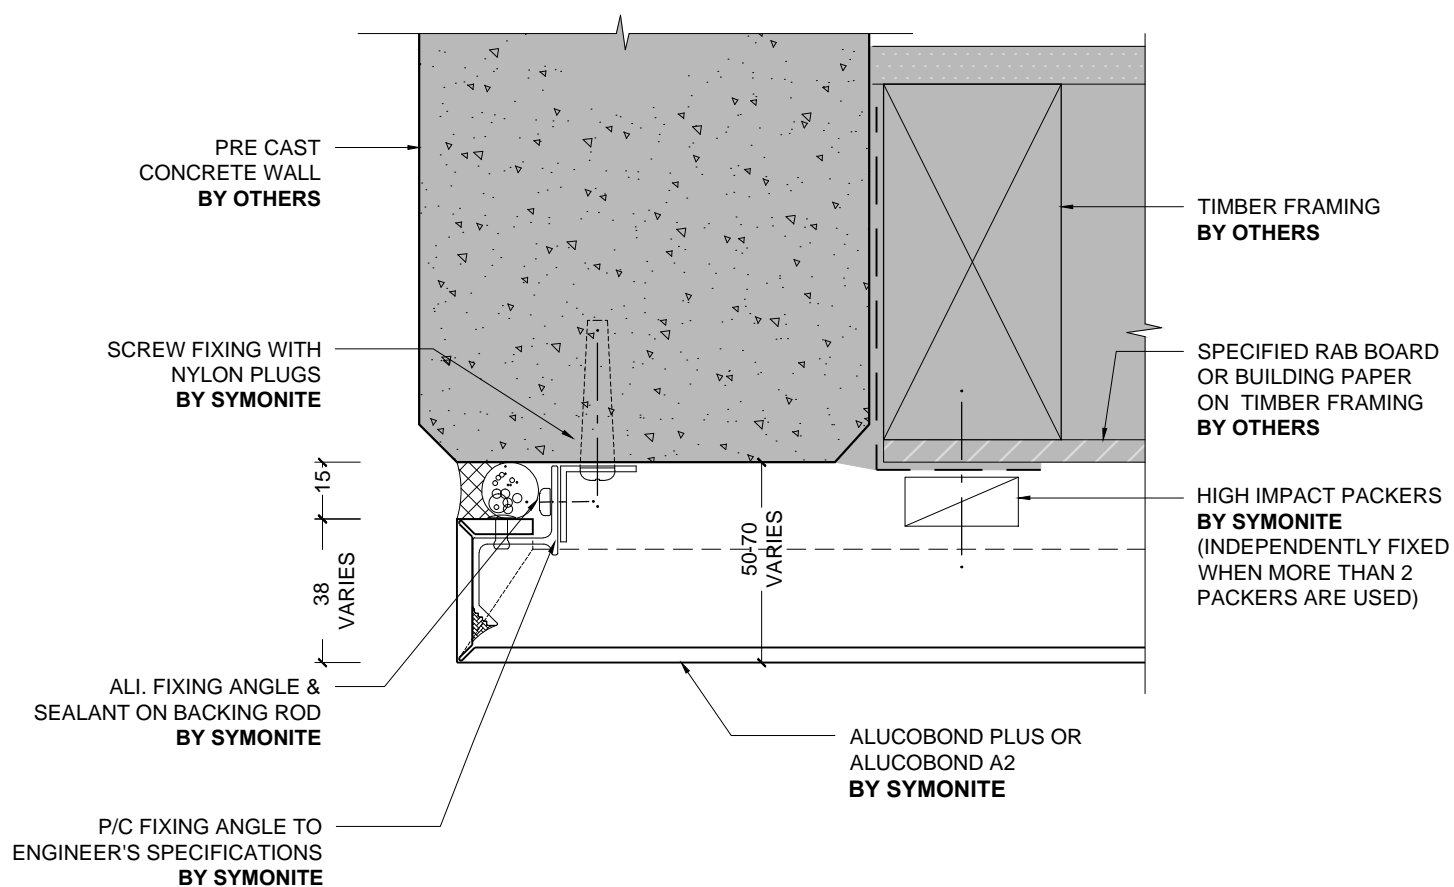 PRE CAST
CONCRETE WALL
BY OTHERS
TIMBER FRAMING
BY OTHERS
SCREW FIXING WITH
NYLON PLUGS
BY SYMONITE
SPECIFIED RAB BOARD
OR BUILDING PAPER
ON TIMBER FRAMING
BY OTHERS
15
38
VARIES
50-70
VARIES
HIGH IMPACT PACKERS
BY SYMONITE
(INDEPENDENTLY FIXED
WHEN MORE THAN 2
PACKERS ARE USED)
ALI. FIXING ANGLE &
SEALANT ON BACKING ROD
BY SYMONITE
ALUCOBOND PLUS OR
ALUCOBOND A2
BY SYMONITE
P/C FIXING ANGLE TO
ENGINEER'S SPECIFICATIONS
BY SYMONITE